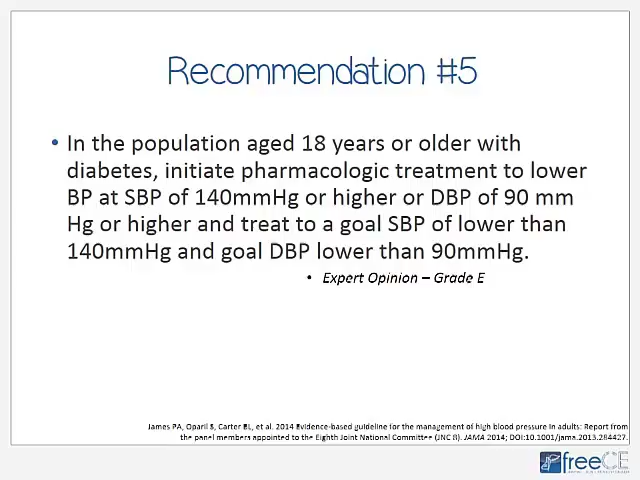 Recommendation #5
• In the population aged 18 years or older with
diabetes, initiate pharmacologic treatment to lower
BP at SBP of 140mmHg or higher or DBP of 90 mm
Hg or higher and treat to a goal SBP of lower than
140mmHg and goal DBP lower than 90mmHg.
• Expert Opinion – Grade E
James PA, Oparil S, Carter BL, et al. 2014 Evidence-based guideline for the management of high blood pressure in adults: Report from
the panel members appointed to the Eighth Joint National Committee (JNC 8). JAMA 2014; DOI:10.1001/jama.2013.284427.
freeCE